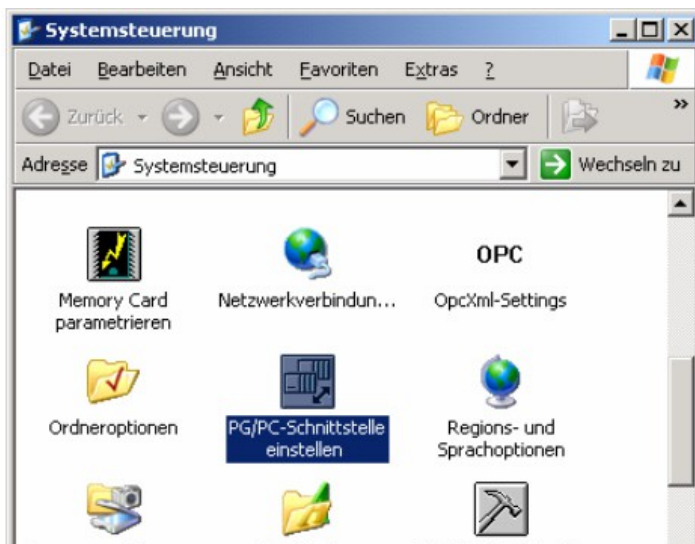 Systemsteuerung
Datei Bearbeiten Ansicht Favoriten Extras ?
Zurück Suchen Ordner »
Adresse Systemsteuerung Wechseln zu
OPC
Memory Card parametrieren
Netzwerkverbindun...
OpcXml-Settings
Ordneroptionen
PG/PC-Schnittstelle einstellen
Regions- und Sprachoptionen